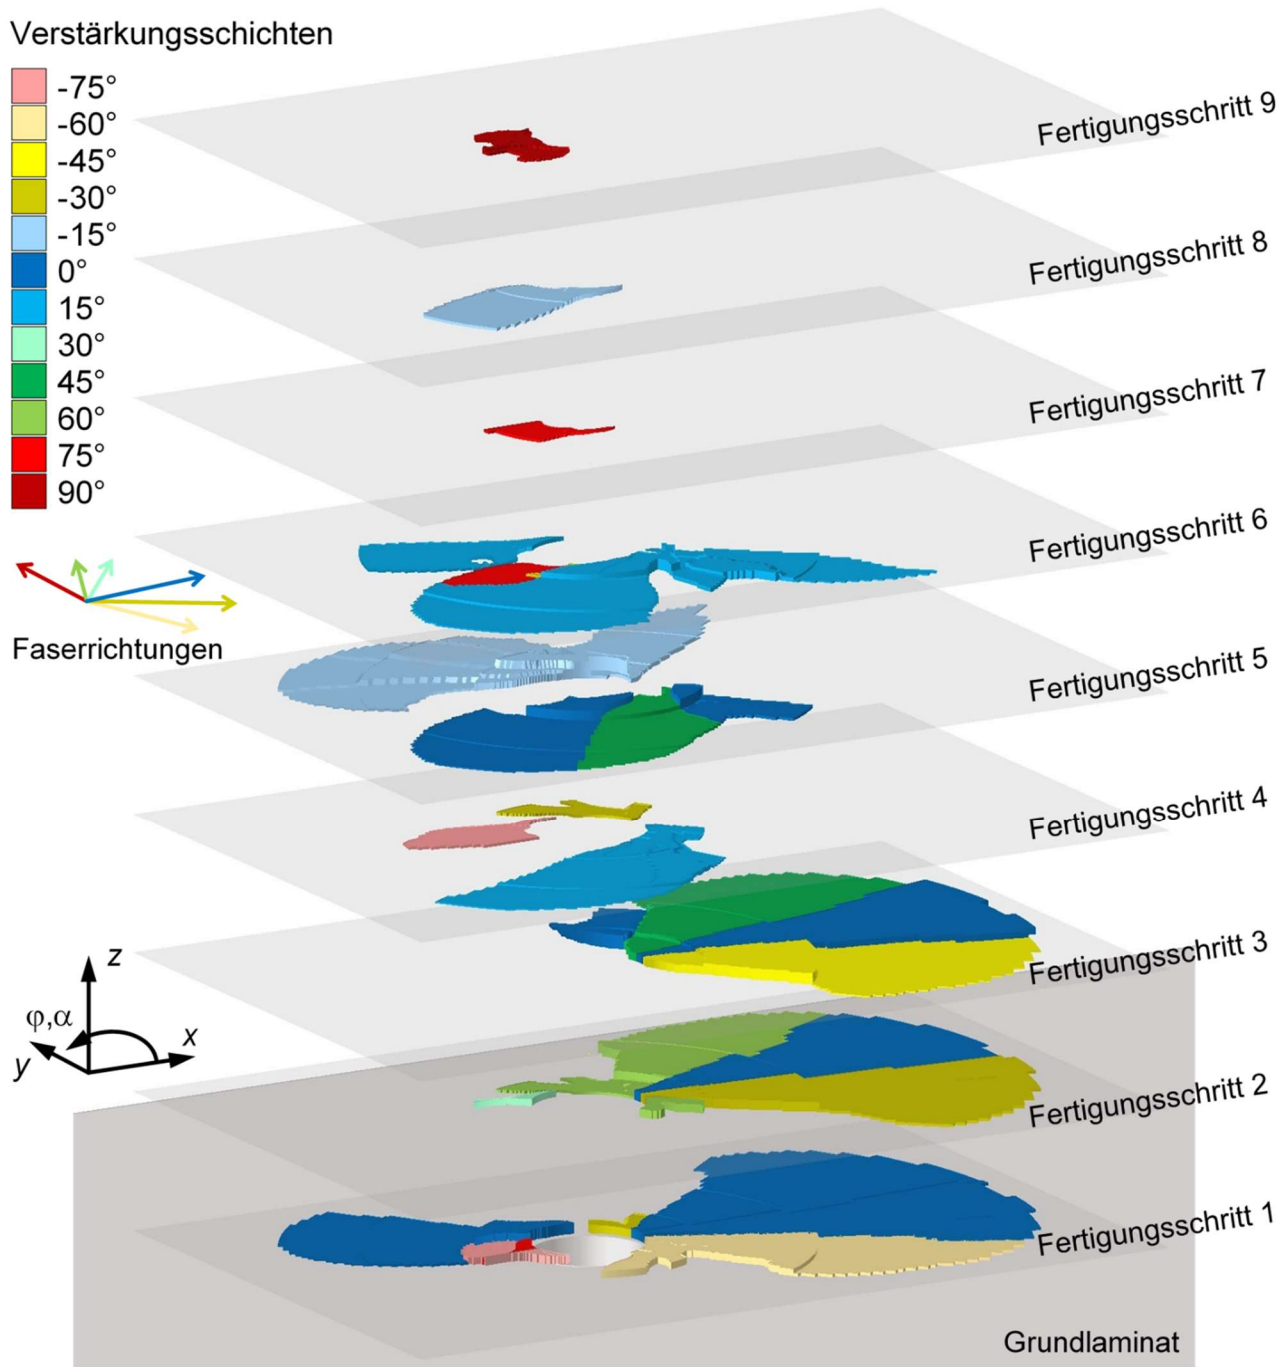 Verstärkungsschichten
-75°
-60°
-45°
-30°
-15°
0°
15°
30°
45°
60°
75°
90°
Faserrichtungen
Fertigungsschritt 9
Fertigungsschritt 8
Fertigungsschritt 7
Fertigungsschritt 6
Fertigungsschritt 5
Fertigungsschritt 4
Fertigungsschritt 3
Fertigungsschritt 2
Fertigungsschritt 1
z
φ,α
x
y
Grundlaminat